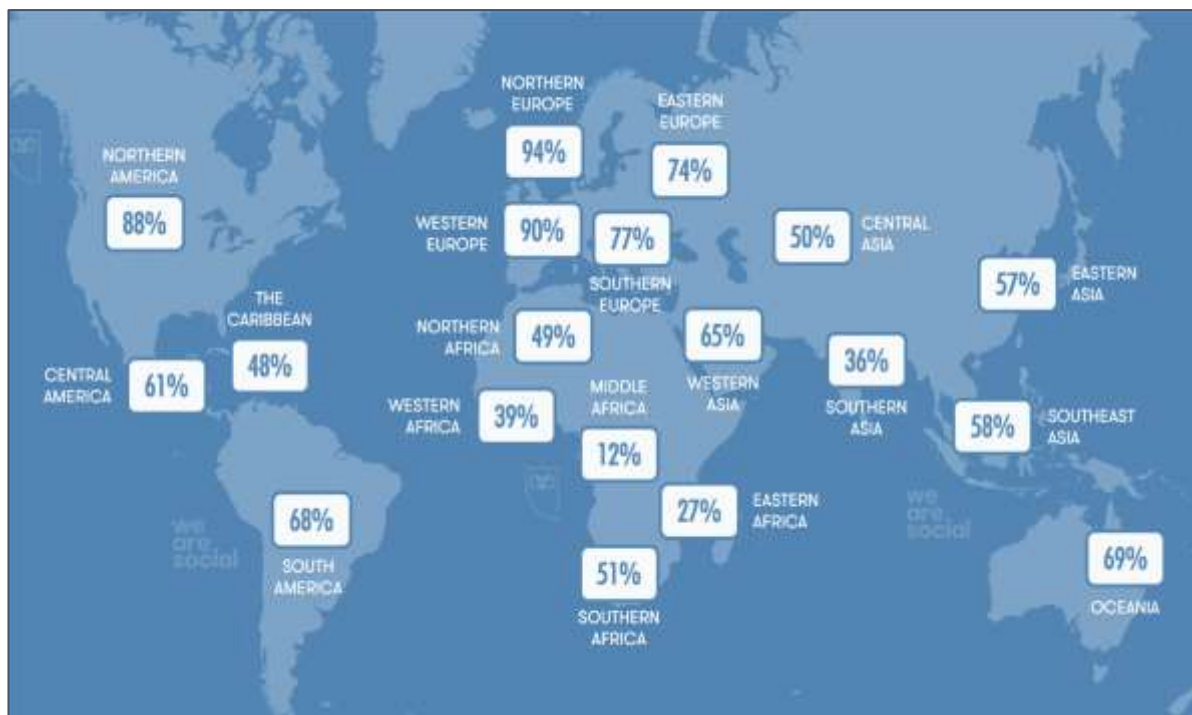 NORTHERN
EUROPE
94%
EASTERN
EUROPE
74%
NORTHERN
AMERICA
88%
WESTERN
EUROPE
90%
77%
SOUTHERN
EUROPE
50%
CENTRAL
ASIA
57%
EASTERN
ASIA
THE
CARIBBEAN
48%
CENTRAL
AMERICA
61%
NORTHERN
AFRICA
49%
65%
WESTERN
ASIA
36%
SOUTHERN
ASIA
WESTERN
AFRICA
39%
MIDDLE
AFRICA
12%
58%
SOUTHEAST
ASIA
27%
EASTERN
AFRICA
68%
SOUTH
AMERICA
51%
SOUTHERN
AFRICA
69%
OCEANIA
we
are
social
we
are
social